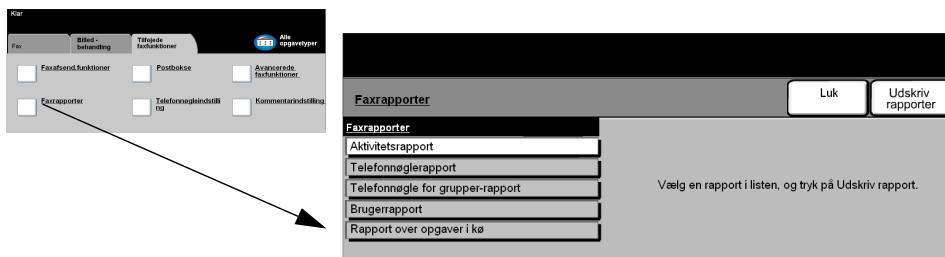 Klar
Fax
Billed -
behandling
Tilføjede
faxfunktioner
Alle
opgavetyper
Faxafsend.funktioner
Postbokse
Avancerede
faxfunktioner
Faxrapporter
Telefonnøgleindstilli
ng
Kommentarindstilling
Faxrapporter
Luk
Udskriv
rapporter
Faxrapporter
Aktivitetsrapport
Telefonnøglerapport
Telefonnøgle for grupper-rapport
Brugerrapport
Rapport over opgaver i kø
Vælg en rapport i listen, og tryk på Udskriv rapport.